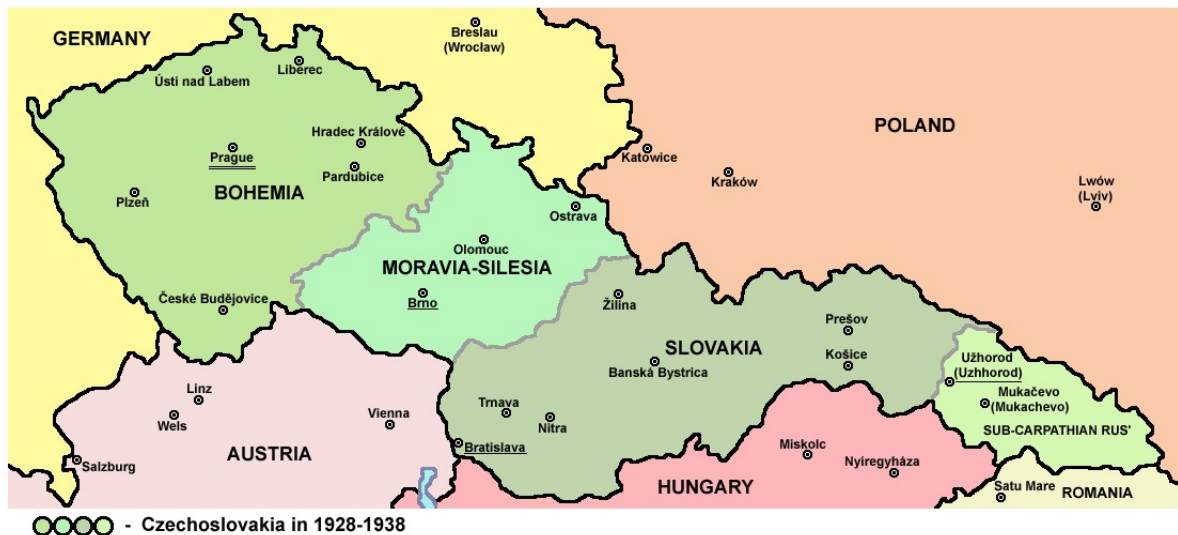 GERMANY
Breslau
(Wrocław)
Ústi nad Labem
Liberec
Hradec Králové
POLAND
Prague
Pardubice
Katowice
Kraków
Lwów
(Lviv)
BOHEMIA
Plzeň
Ostrava
Olomouc
MORAVIA-SILESIA
České Budějovice
Brno
Žilina
Prešov
SLOVAKIA
Košice
Užhorod
(Uzhhorod)
Banská Bystrica
Linz
Wels
Vienna
Trnava
Nitra
Mukačevo
(Mukachevo)
SUB-CARPATHIAN RUS'
Bratislava
AUSTRIA
Salzburg
Miskolc
Nyíregyháza
HUNGARY
Satu Mare
ROMANIA
- Czechoslovakia in 1928-1938